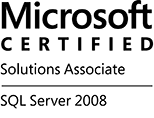 Microsoft
CERTIFIED
Solutions Associate
SQL Server 2008